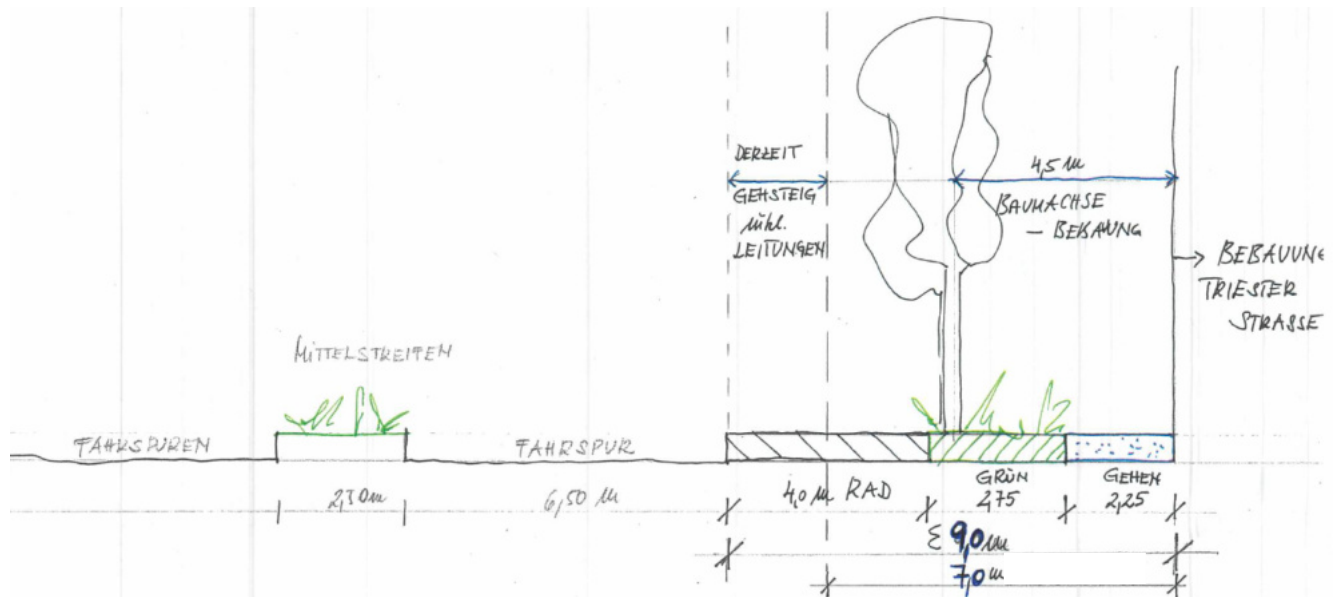 DERZEIT
GEHSTEIG
inkl.
LEITUNGEN
4,5 m
BAUMACHSE
– BEBAUUNG
BEBAUUNG
TRIESTER
STRASSE
MITTELSTREIFEN
FAHRSPUREN
FAHRSPUR
2,30 m
6,50 m
4,0 m RAD
GRÜN
2,75
GEHEN
2,25
Σ 9,0 m
7,0 m